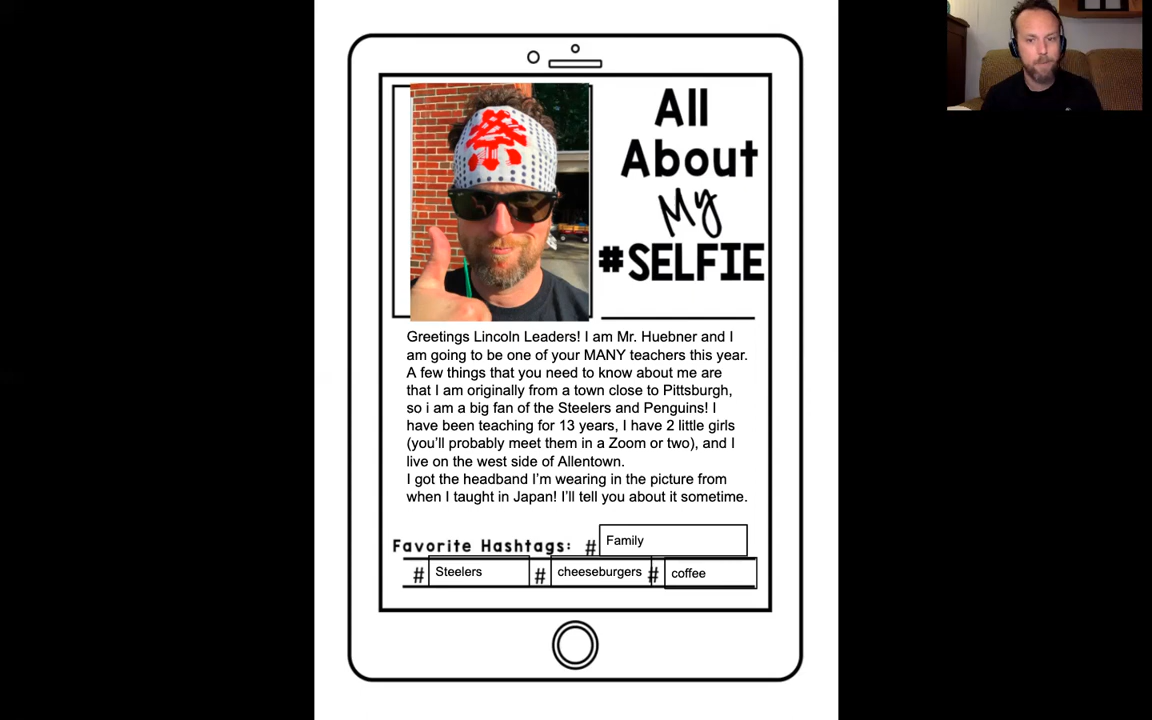 祭
All
About
My
#SELFIE
Greetings Lincoln Leaders! I am Mr. Huebner and I
am going to be one of your MANY teachers this year.
A few things that you need to know about me are
that I am originally from a town close to Pittsburgh,
so i am a big fan of the Steelers and Penguins! I
have been teaching for 13 years, I have 2 little girls
(you'll probably meet them in a Zoom or two), and I
live on the west side of Allentown.
I got the headband I'm wearing in the picture from
when I taught in Japan! I'll tell you about it sometime.
Favorite Hashtags: # Family
# Steelers # cheeseburgers # coffee